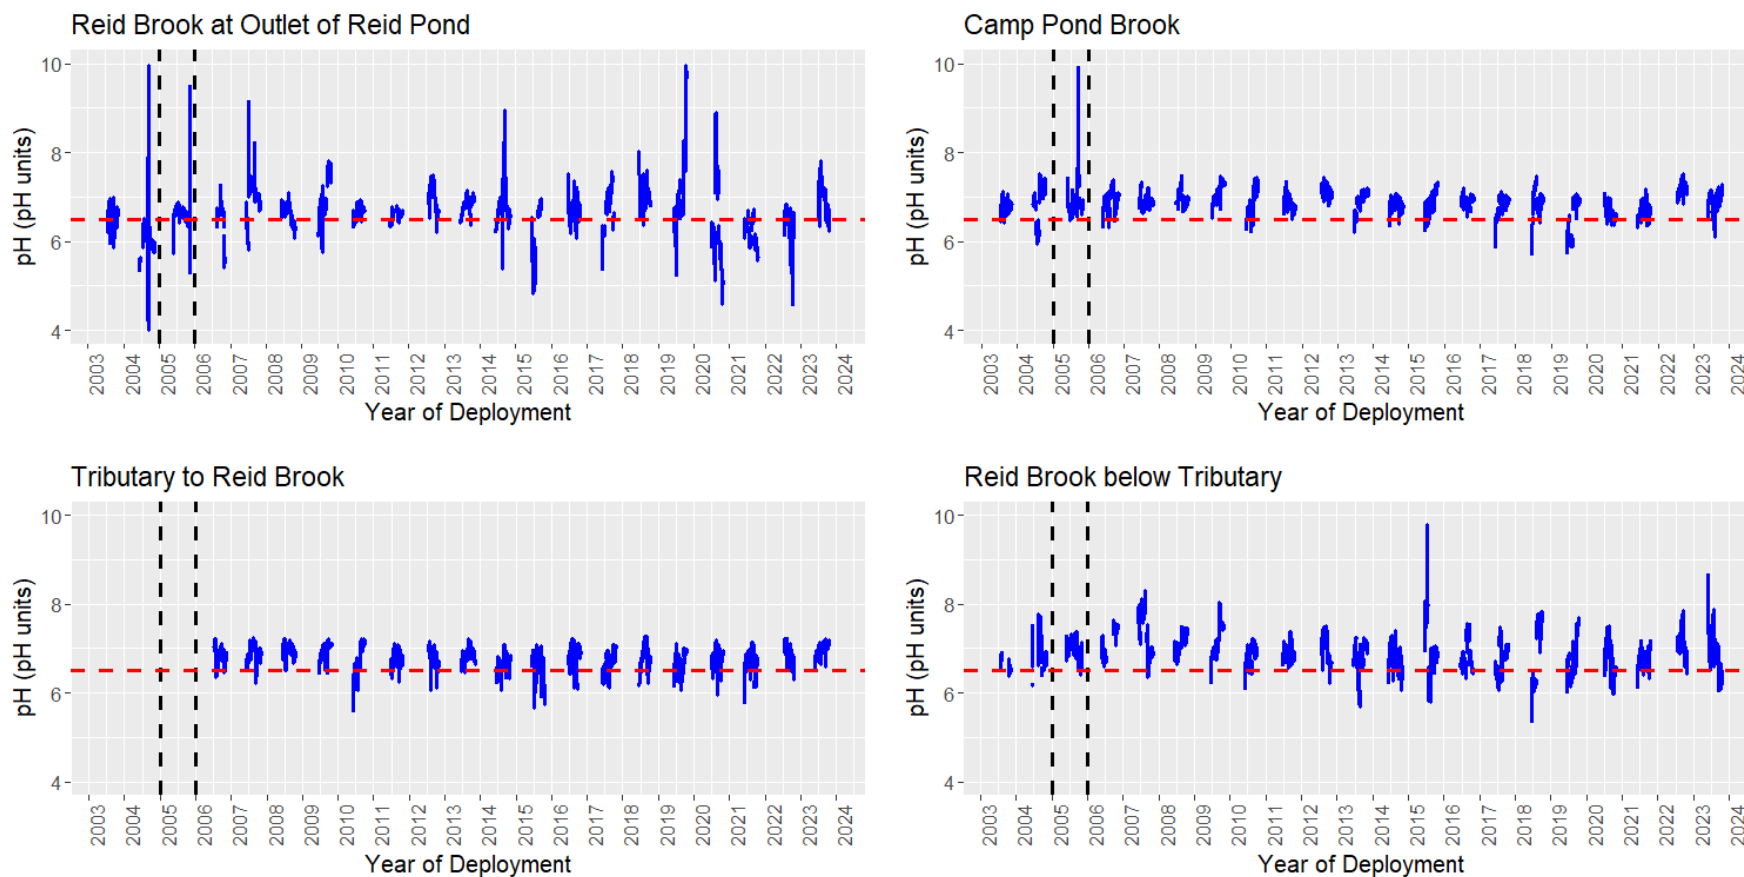 Reid Brook at Outlet of Reid Pond
10
8
6
4
pH (pH units)
2003 2004 2005 2006 2007 2008 2009 2010 2011 2012 2013 2014 2015 2016 2017 2018 2019 2020 2021 2022 2023 2024
Year of Deployment
Camp Pond Brook
10
8
6
4
pH (pH units)
2003 2004 2005 2006 2007 2008 2009 2010 2011 2012 2013 2014 2015 2016 2017 2018 2019 2020 2021 2022 2023 2024
Year of Deployment
Tributary to Reid Brook
10
8
6
4
pH (pH units)
2003 2004 2005 2006 2007 2008 2009 2010 2011 2012 2013 2014 2015 2016 2017 2018 2019 2020 2021 2022 2023 2024
Year of Deployment
Reid Brook below Tributary
10
8
6
4
pH (pH units)
2003 2004 2005 2006 2007 2008 2009 2010 2011 2012 2013 2014 2015 2016 2017 2018 2019 2020 2021 2022 2023 2024
Year of Deployment